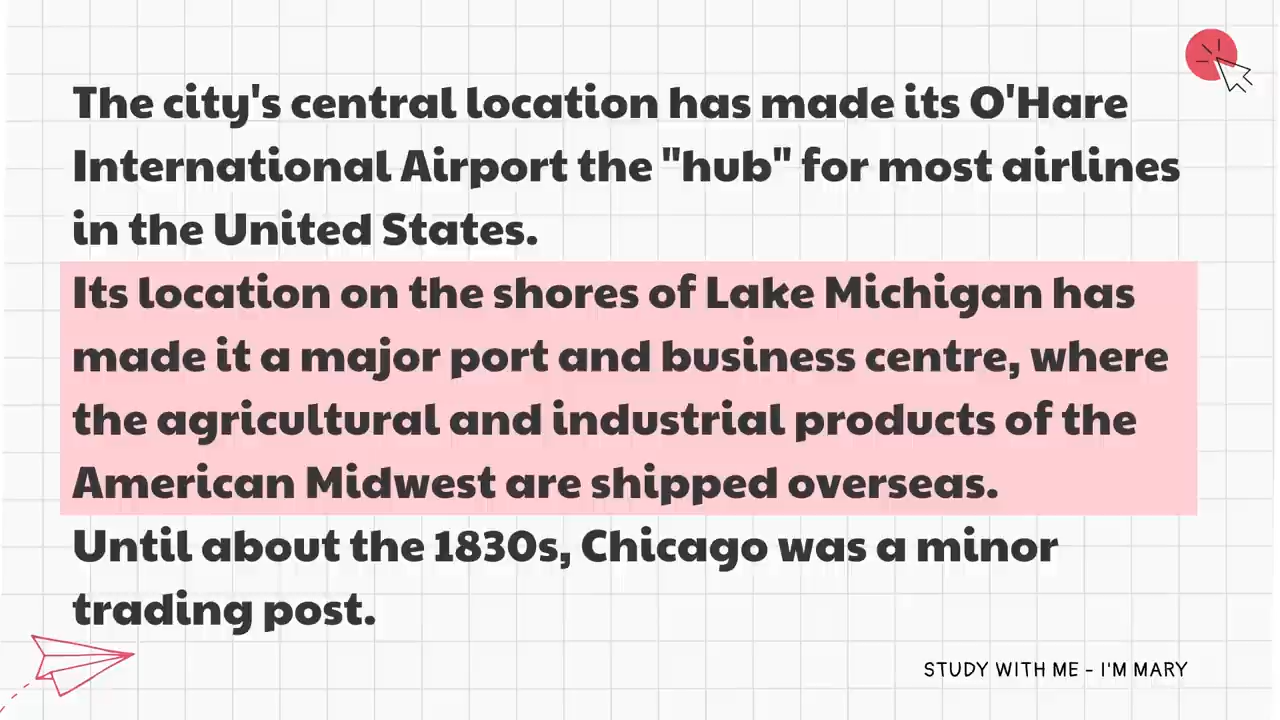 The city's central location has made its O'Hare
International Airport the "hub" for most airlines
in the United States.
Its location on the shores of Lake Michigan has
made it a major port and business centre, where
the agricultural and industrial products of the
American Midwest are shipped overseas.
Until about the 1830s, Chicago was a minor
trading post.
STUDY WITH ME - I'M MARY